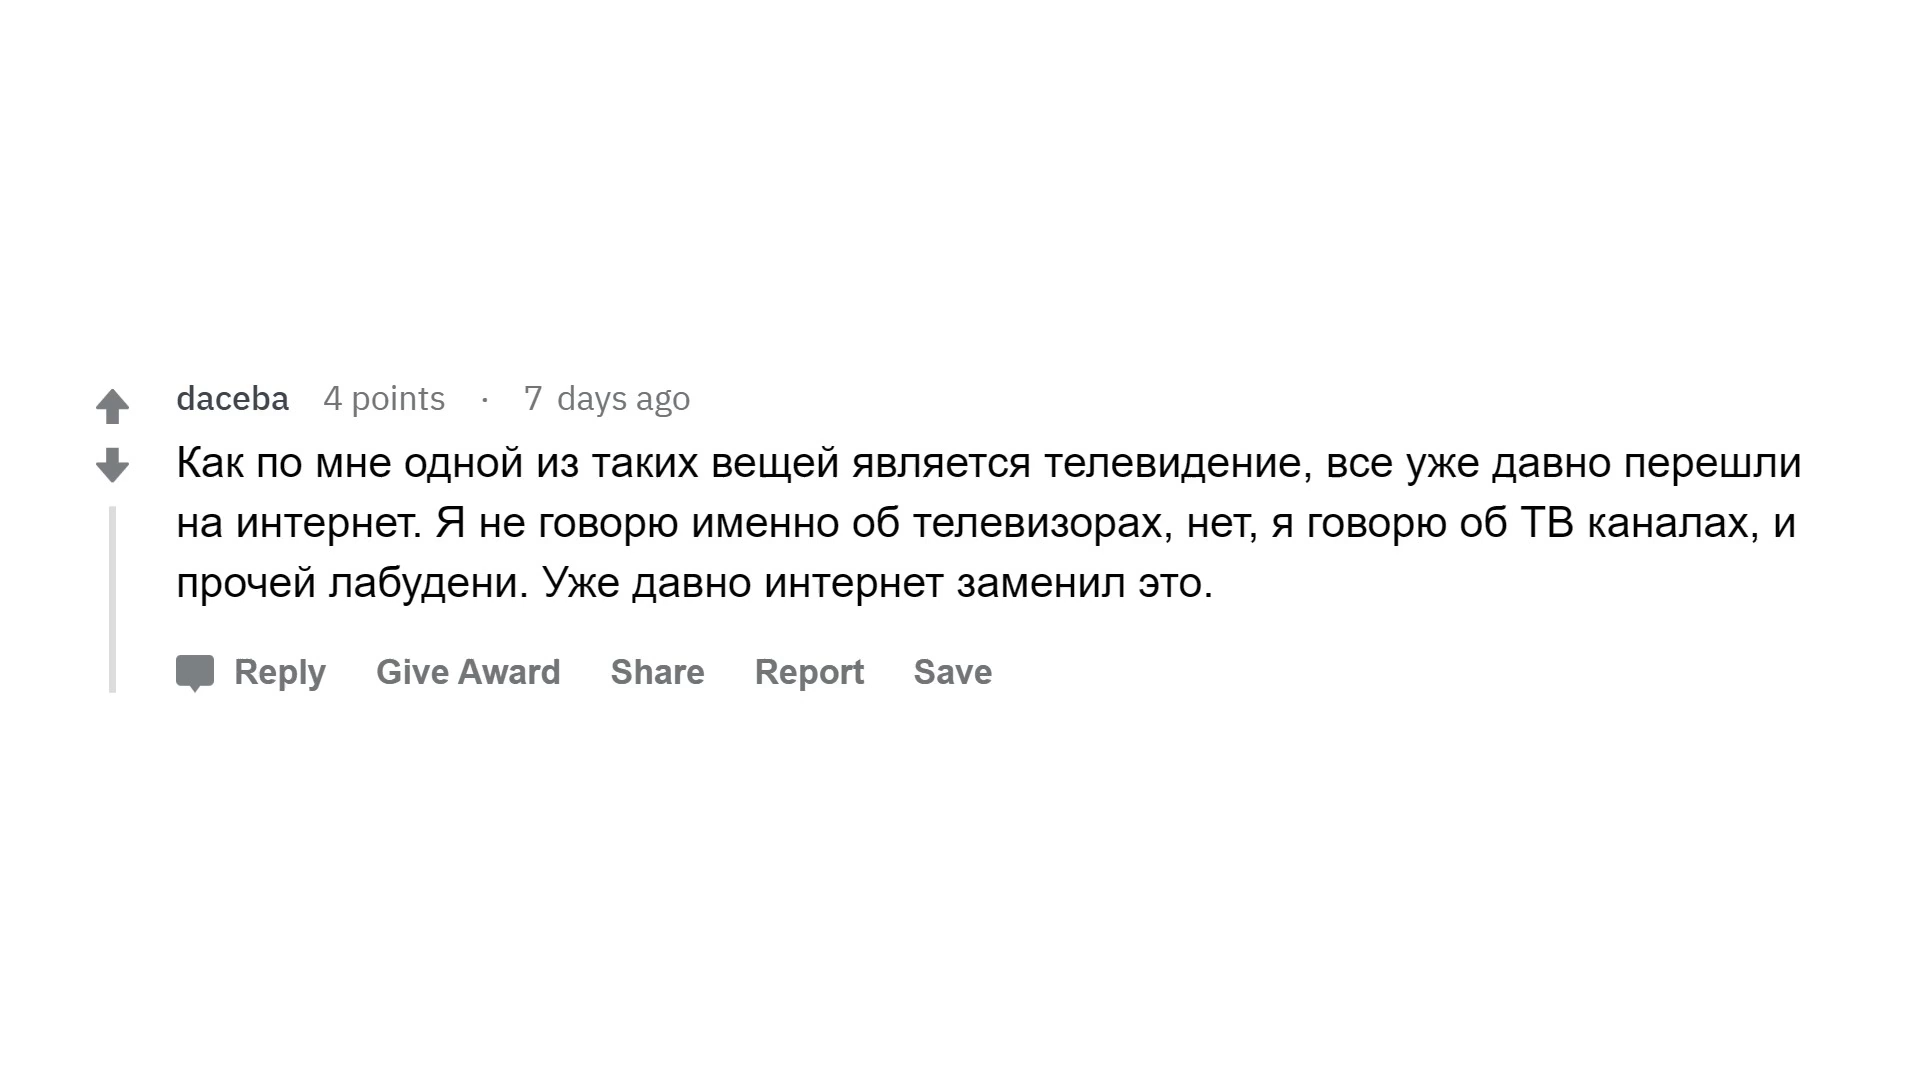 daceba 4 points · 7 days ago
Как по мне одной из таких вещей является телевидение, все уже давно перешли
на интернет. Я не говорю именно об телевизорах, нет, я говорю об ТВ каналах, и
прочей лабудени. Уже давно интернет заменил это.
Reply Give Award Share Report Save